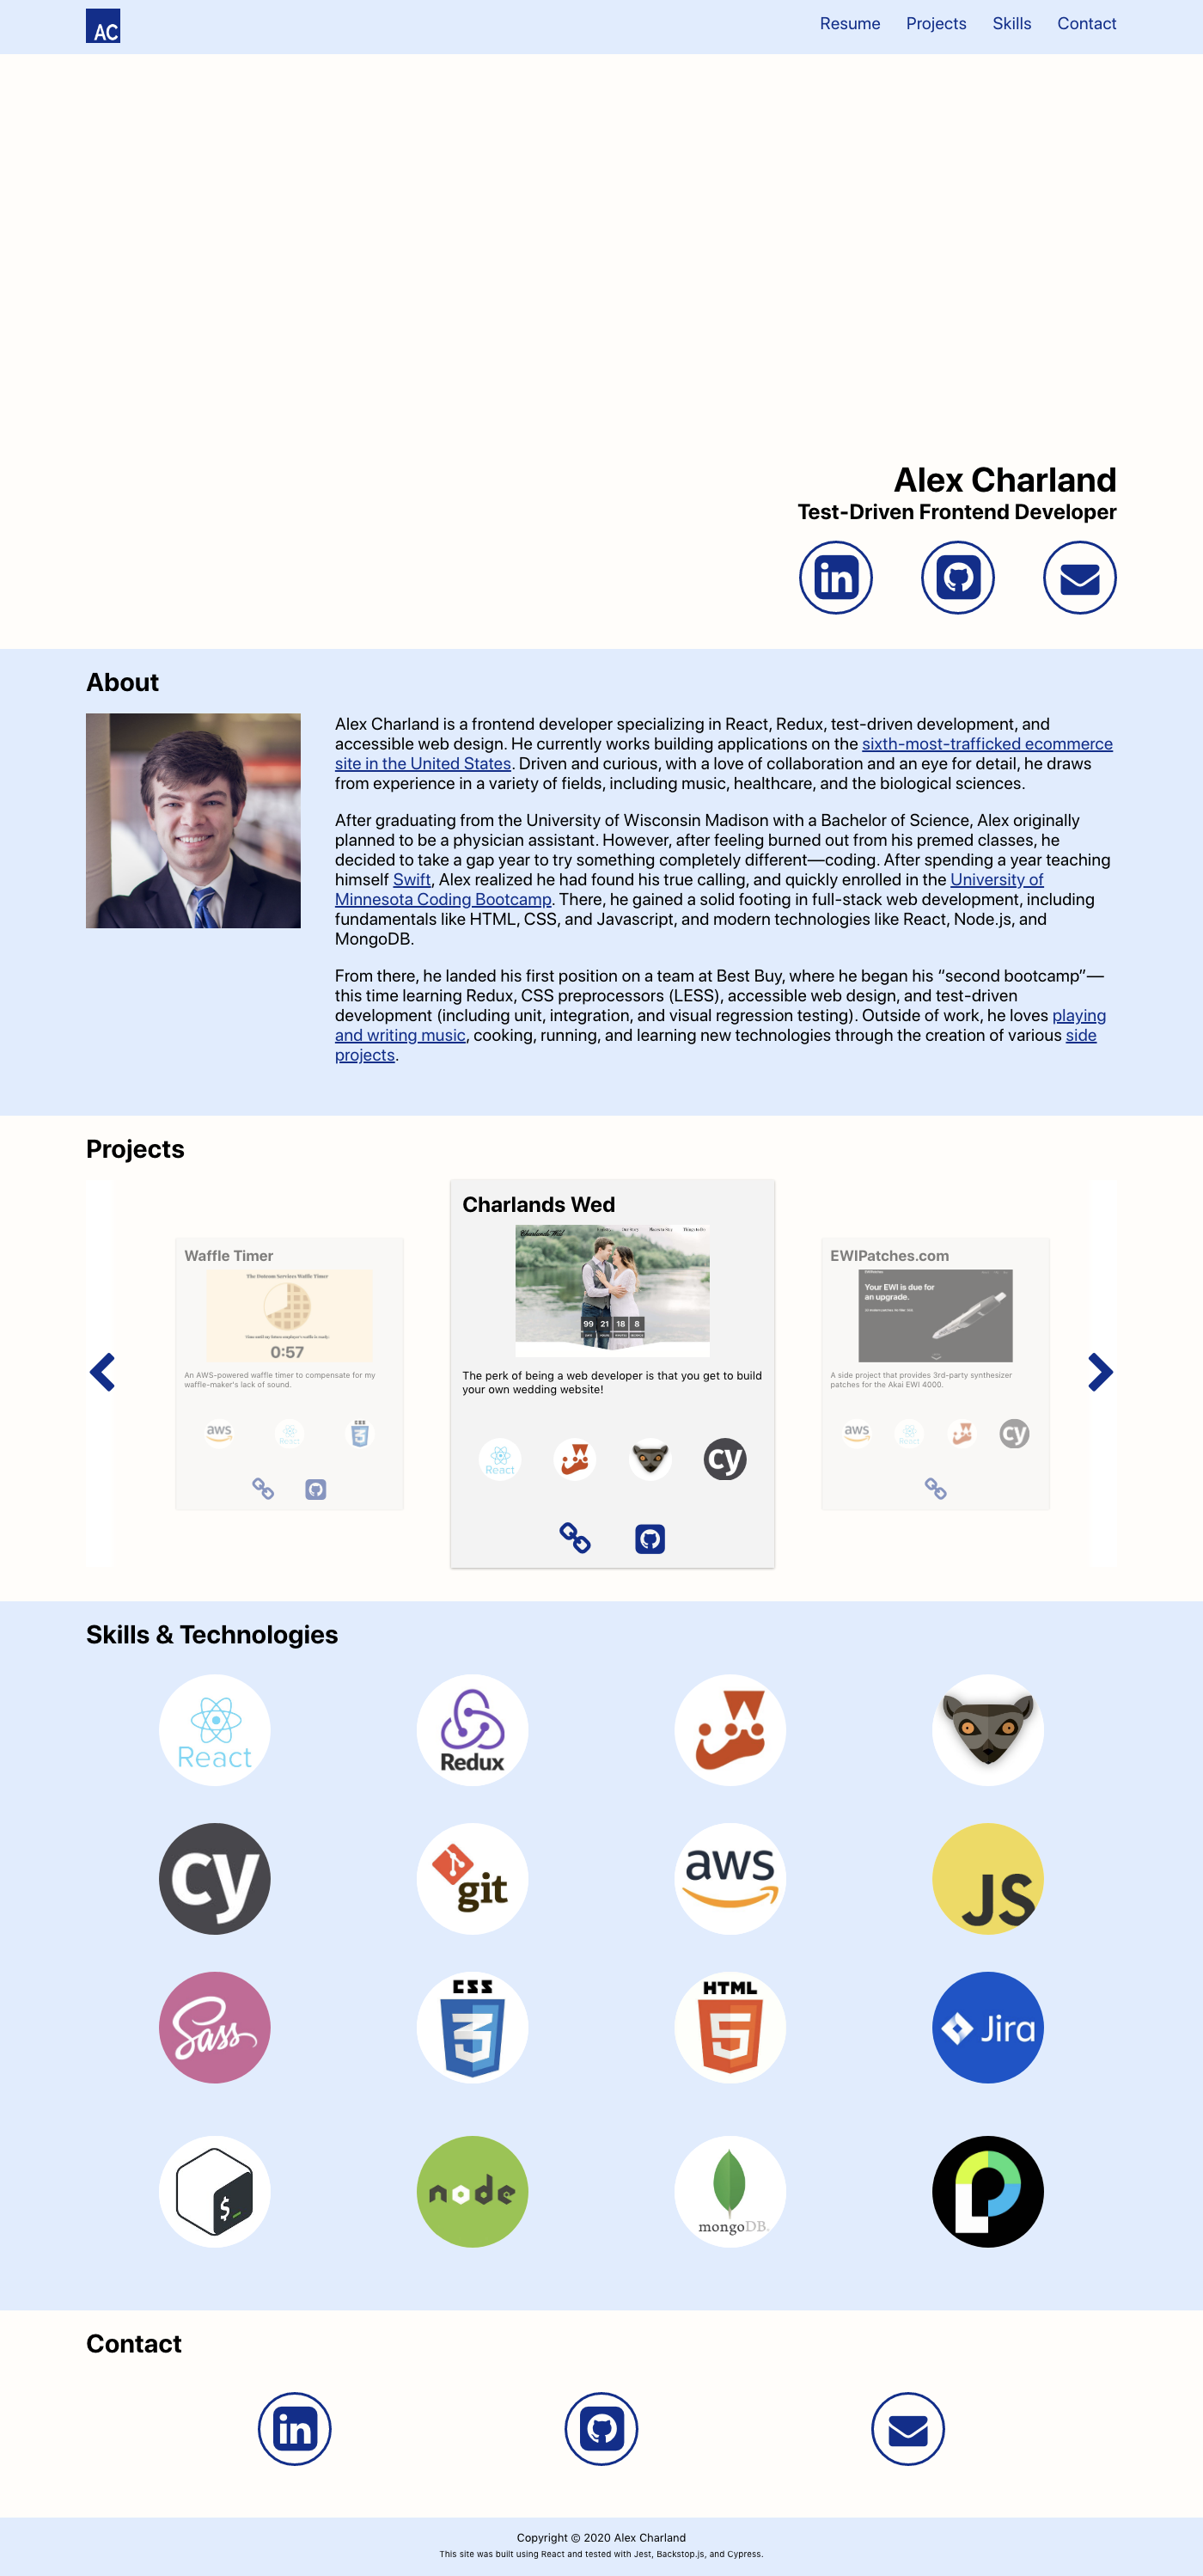 AC
Resume Projects Skills Contact
Alex Charland
Test-Driven Frontend Developer
in
About
Alex Charland is a frontend developer specializing in React, Redux, test-driven development, and
accessible web design. He currently works building applications on the sixth-most-trafficked ecommerce
site in the United States. Driven and curious, with a love of collaboration and an eye for detail, he draws
from experience in a variety of fields, including music, healthcare, and the biological sciences.
After graduating from the University of Wisconsin Madison with a Bachelor of Science, Alex originally
planned to be a physician assistant. However, after feeling burned out from his premed classes, he
decided to take a gap year to try something completely different—coding. After spending a year teaching
himself Swift, Alex realized he had found his true calling, and quickly enrolled in the University of
Minnesota Coding Bootcamp. There, he gained a solid footing in full-stack web development, including
fundamentals like HTML, CSS, and Javascript, and modern technologies like React, Node.js, and
MongoDB.
From there, he landed his first position on a team at Best Buy, where he began his “second bootcamp”—
this time learning Redux, CSS preprocessors (LESS), accessible web design, and test-driven
development (including unit, integration, and visual regression testing). Outside of work, he loves playing
and writing music, cooking, running, and learning new technologies through the creation of various side
projects.
Projects
Waffle Timer
0:57
An AWS-powered waffle timer to compensate for my
waffle-maker's lack of sound.
aws React CSS 3
Charlands Wed
Charlands Wed Our Story Things to Do
99 21 18 8
The perk of being a web developer is that you get to build
your own wedding website!
React cy
EWIPatches.com
Your EWI is due for
an upgrade.
A side project that provides 3rd-party synthesizer
patches for the Akai EWI 4000.
aws React cy
Skills & Technologies
React Redux
cy git aws JS
Sass CSS 3 HTML 5 Jira
$ node mongoDB.
Contact
in
Copyright © 2020 Alex Charland
This site was built using React and tested with Jest, Backstop.js, and Cypress.